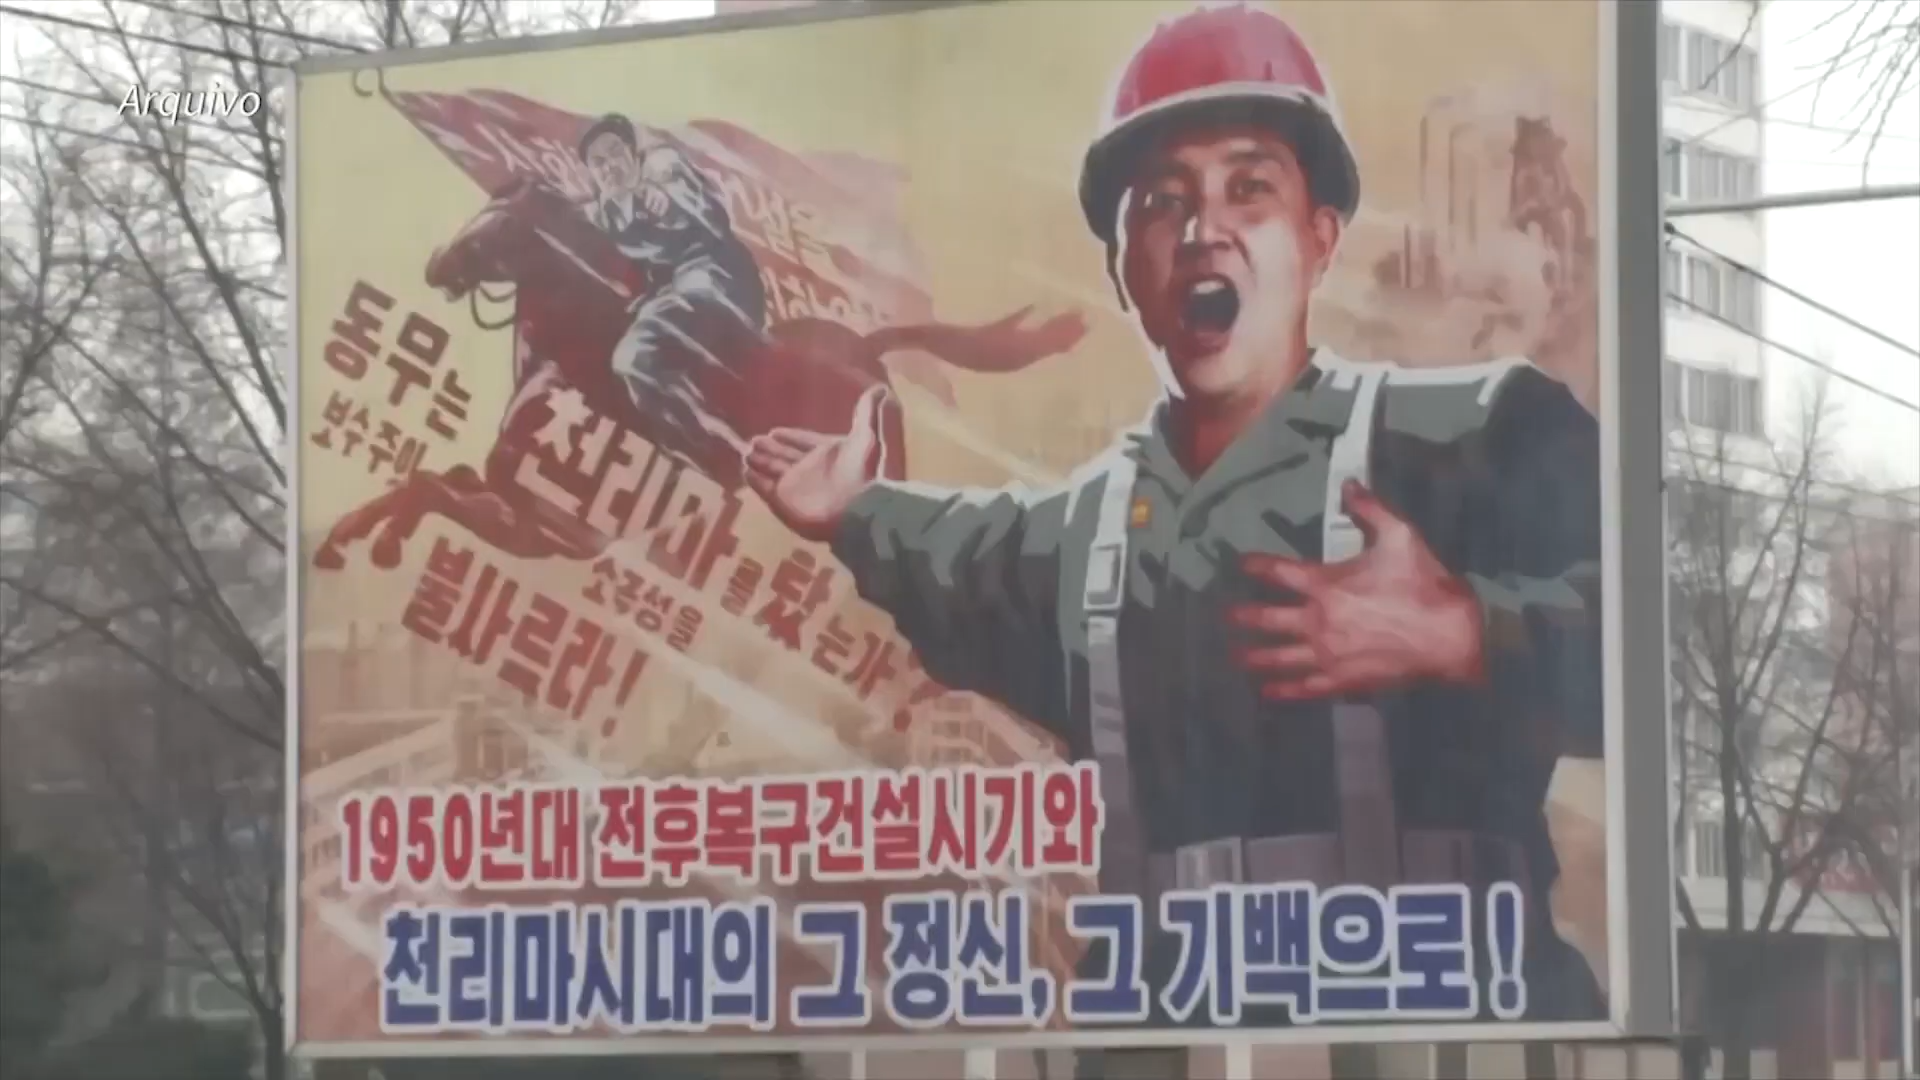 Arquivo
동무는
천리마를 탔는가?
보수주의
소극성을
불사르라!
1950년대 전후복구건설시기와
천리마시대의 그 정신, 그 기백으로!